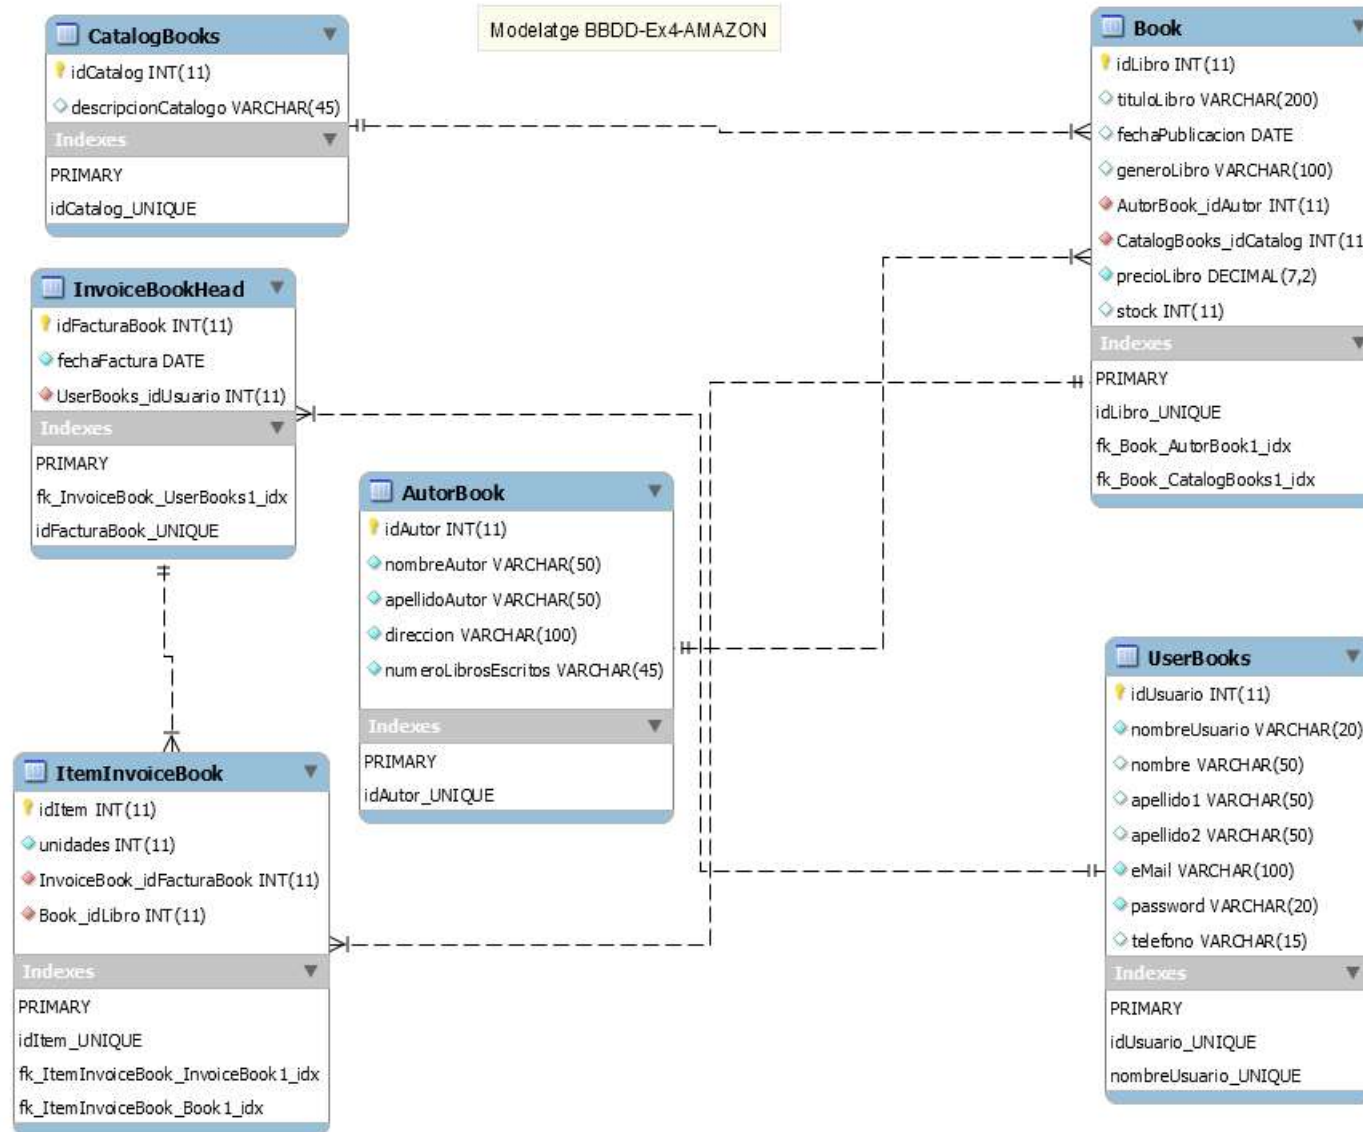 Modelatge BBDD-Ex4-AMAZON
CatalogBooks
idCatalog INT(11)
descripcionCatalogo VARCHAR(45)
Indexes
PRIMARY
idCatalog_UNIQUE
Book
idLibro INT(11)
tituloLibro VARCHAR(200)
fechaPublicacion DATE
generoLibro VARCHAR(100)
AutorBook_idAutor INT(11)
CatalogBooks_idCatalog INT(11
precioLibro DECIMAL(7,2)
stock INT(11)
Indexes
PRIMARY
idLibro_UNIQUE
fk_Book_AutorBook1_idx
fk_Book_CatalogBooks1_idx
InvoiceBookHead
idFacturaBook INT(11)
fechaFactura DATE
UserBooks_idUsuario INT(11)
Indexes
PRIMARY
fk_InvoiceBook_UserBooks1_idx
idFacturaBook_UNIQUE
AutorBook
idAutor INT(11)
nombreAutor VARCHAR(50)
apellidoAutor VARCHAR(50)
direccion VARCHAR(100)
numeroLibrosEscritos VARCHAR(45)
Indexes
PRIMARY
idAutor_UNIQUE
UserBooks
idUsuario INT(11)
nombreUsuario VARCHAR(20)
nombre VARCHAR(50)
apellido1 VARCHAR(50)
apellido2 VARCHAR(50)
eMail VARCHAR(100)
password VARCHAR(20)
telefono VARCHAR(15)
Indexes
PRIMARY
idUsuario_UNIQUE
nombreUsuario_UNIQUE
ItemInvoiceBook
idItem INT(11)
unidades INT(11)
InvoiceBook_idFacturaBook INT(11)
Book_idLibro INT(11)
Indexes
PRIMARY
idItem_UNIQUE
fk_ItemInvoiceBook_InvoiceBook1_idx
fk_ItemInvoiceBook_Book1_idx